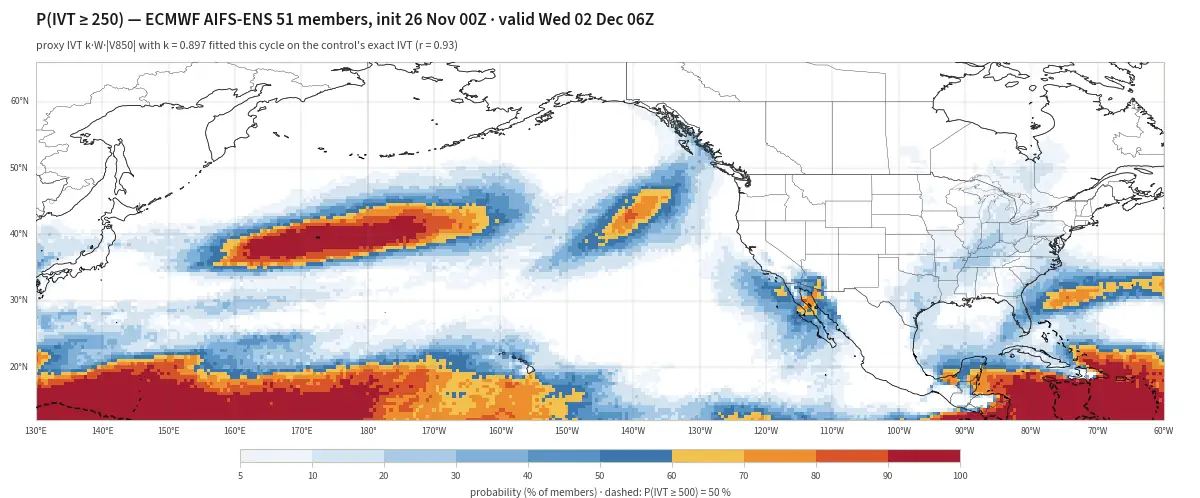 P(IVT ≥ 250) — ECMWF AIFS-ENS 51 members, init 26 Nov 00Z · valid Wed 02 Dec 06Z
proxy IVT k·W·|V850| with k = 0.897 fitted this cycle on the control's exact IVT (r = 0.93)
60°N
50°N
40°N
30°N
20°N
130°E 140°E 150°E 160°E 170°E 180° 170°W 160°W 150°W 140°W 130°W 120°W 110°W 100°W 90°W 80°W 70°W 60°W
5 10 20 30 40 50 60 70 80 90 100
probability (% of members) · dashed: P(IVT ≥ 500) = 50 %